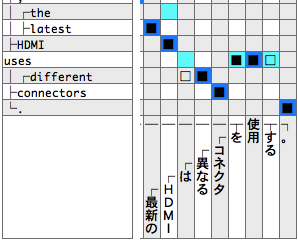 ,
the
latest
HDMI
uses
different
connectors
.
最新の
HDMI
は
異なる
コネクタ
を
使用
する
。